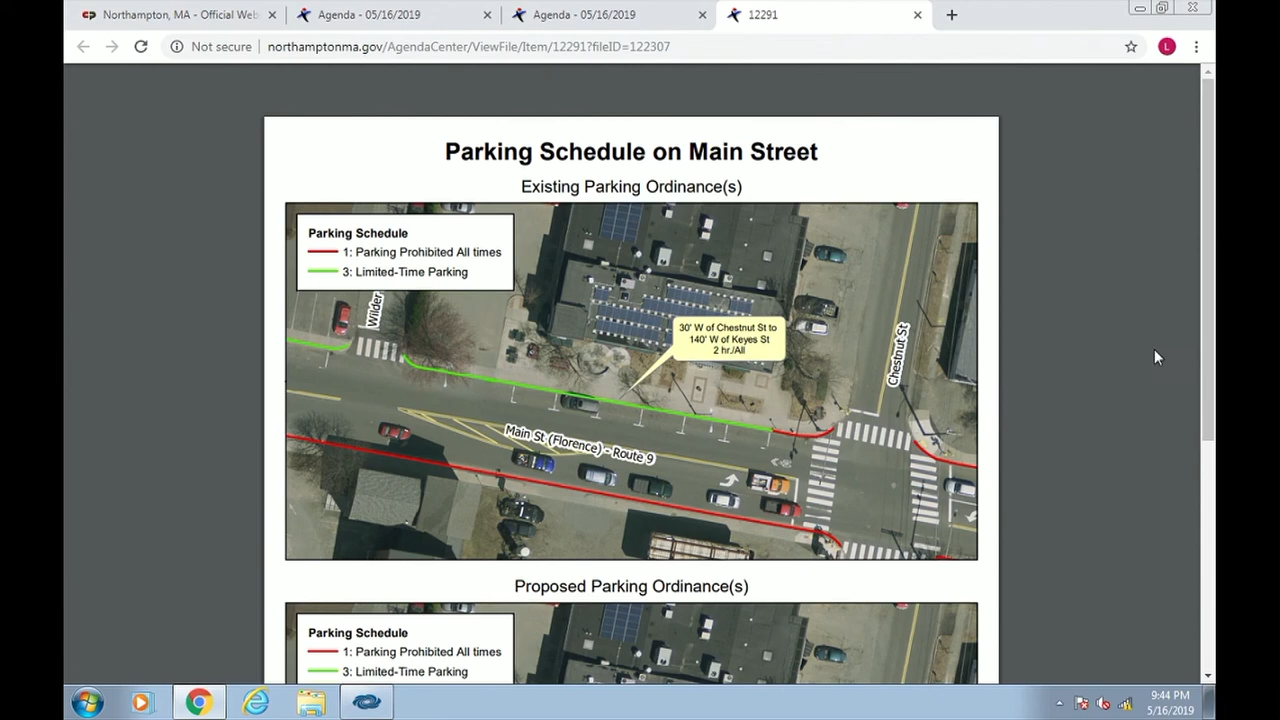 Northampton, MA - Official Web
Agenda - 05/16/2019
Agenda - 05/16/2019
12291
Not secure
northamptonma.gov/AgendaCenter/ViewFile/Item/12291?fileID=122307
L
Parking Schedule on Main Street
Existing Parking Ordinance(s)
Parking Schedule
1: Parking Prohibited All times
3: Limited-Time Parking
Wilder
30' W of Chestnut St to
140' W of Keyes St
2 hr./All
Chestnut St
Main St (Florence) - Route 9
Proposed Parking Ordinance(s)
Parking Schedule
1: Parking Prohibited All times
3: Limited-Time Parking
9:44 PM
5/16/2019